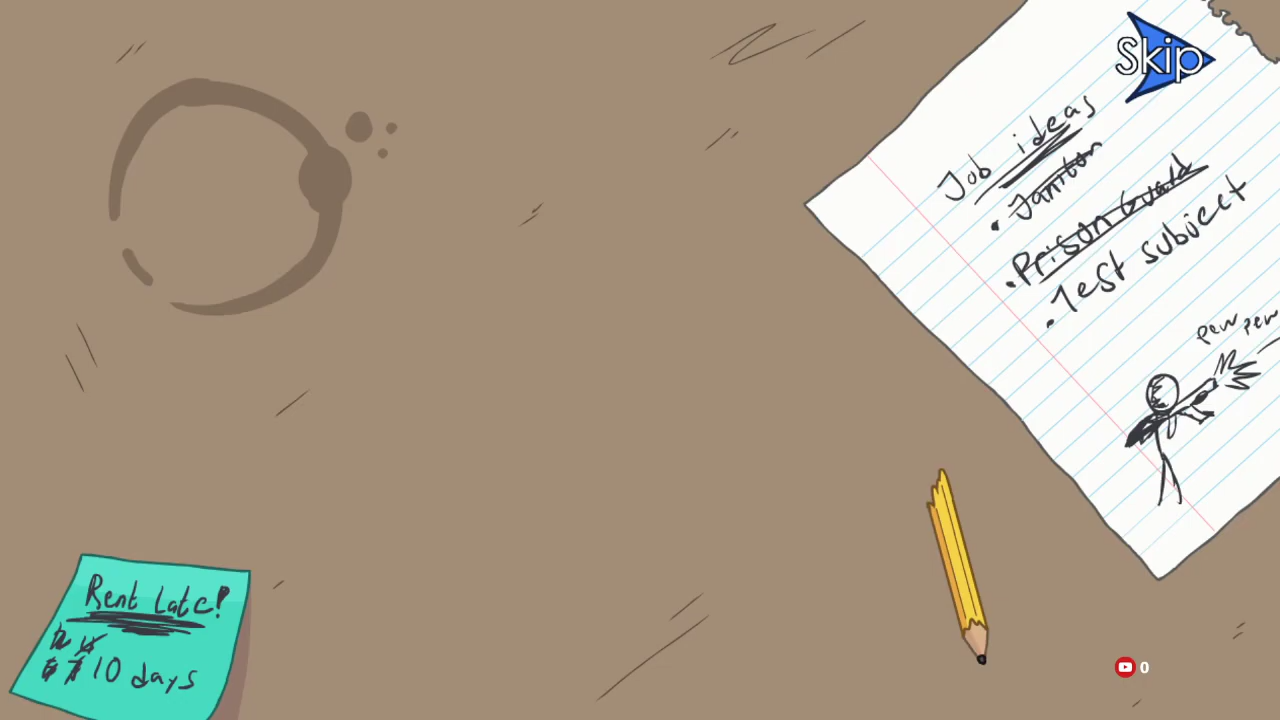 Skip
Job ideas
• Janitor
• Prison Guard
• Test subject
pew pew
Rent Late!
10 days
0